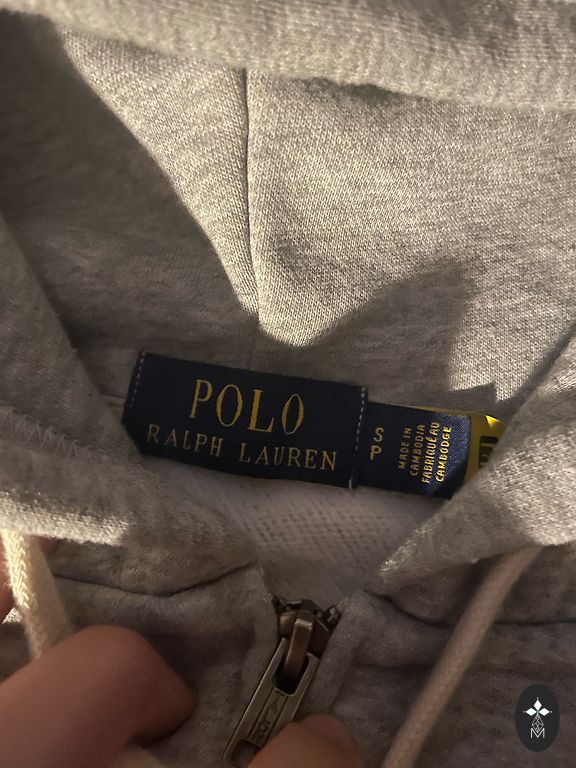 POLO
RALPH LAUREN
S
P
MADE IN
CAMBODIA
FABRIQUÉ AU
CAMBODGE
M